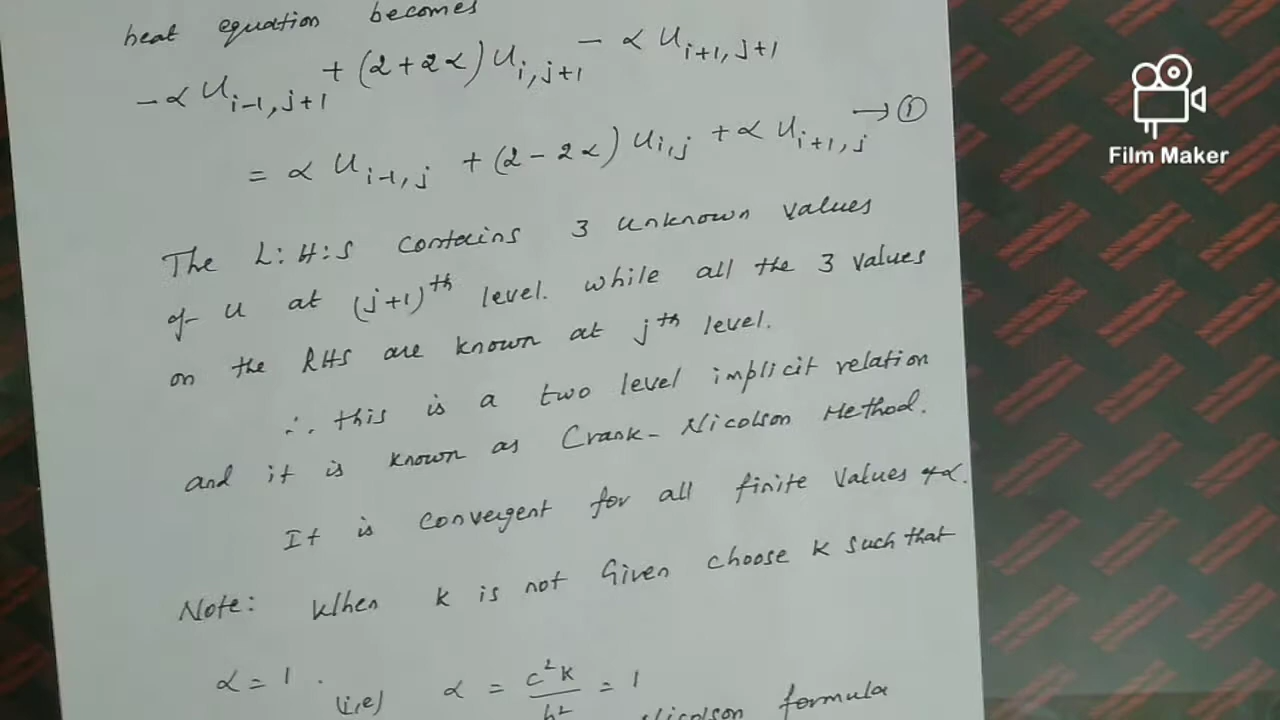 heat equation becomes
-α U_{i-1,j+1} + (2+2α) U_{i,j+1} - α U_{i+1,j+1}
= α U_{i-1,j} + (2-2α) U_{i,j} + α U_{i+1,j} → ①
The L:H:S contains 3 unknown values
of u at (j+1)^{th} level. while all the 3 values
on the RHS are known at j^{th} level.
∴ this is a two level implicit relation
and it is known as Crank-Nicolson Method.
It is convergent for all finite values of α.
Note: When k is not Given choose k such that
α = 1. (i,e) α = c²k/h² = 1
formula
Film Maker